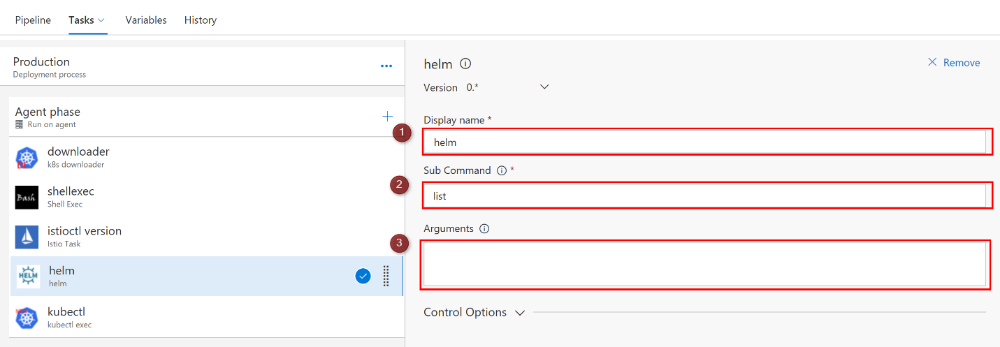 Pipeline Tasks Variables History
Production
Deployment process
Agent phase
Run on agent
downloader
k8s downloader
Bash
shellexec
Shell Exec
istioctl version
Istio Task
HELM
helm
helm
kubectl
kubectl exec
helm
Remove
Version 0.*
Display name *
1
helm
Sub Command *
2
list
Arguments
3
Control Options